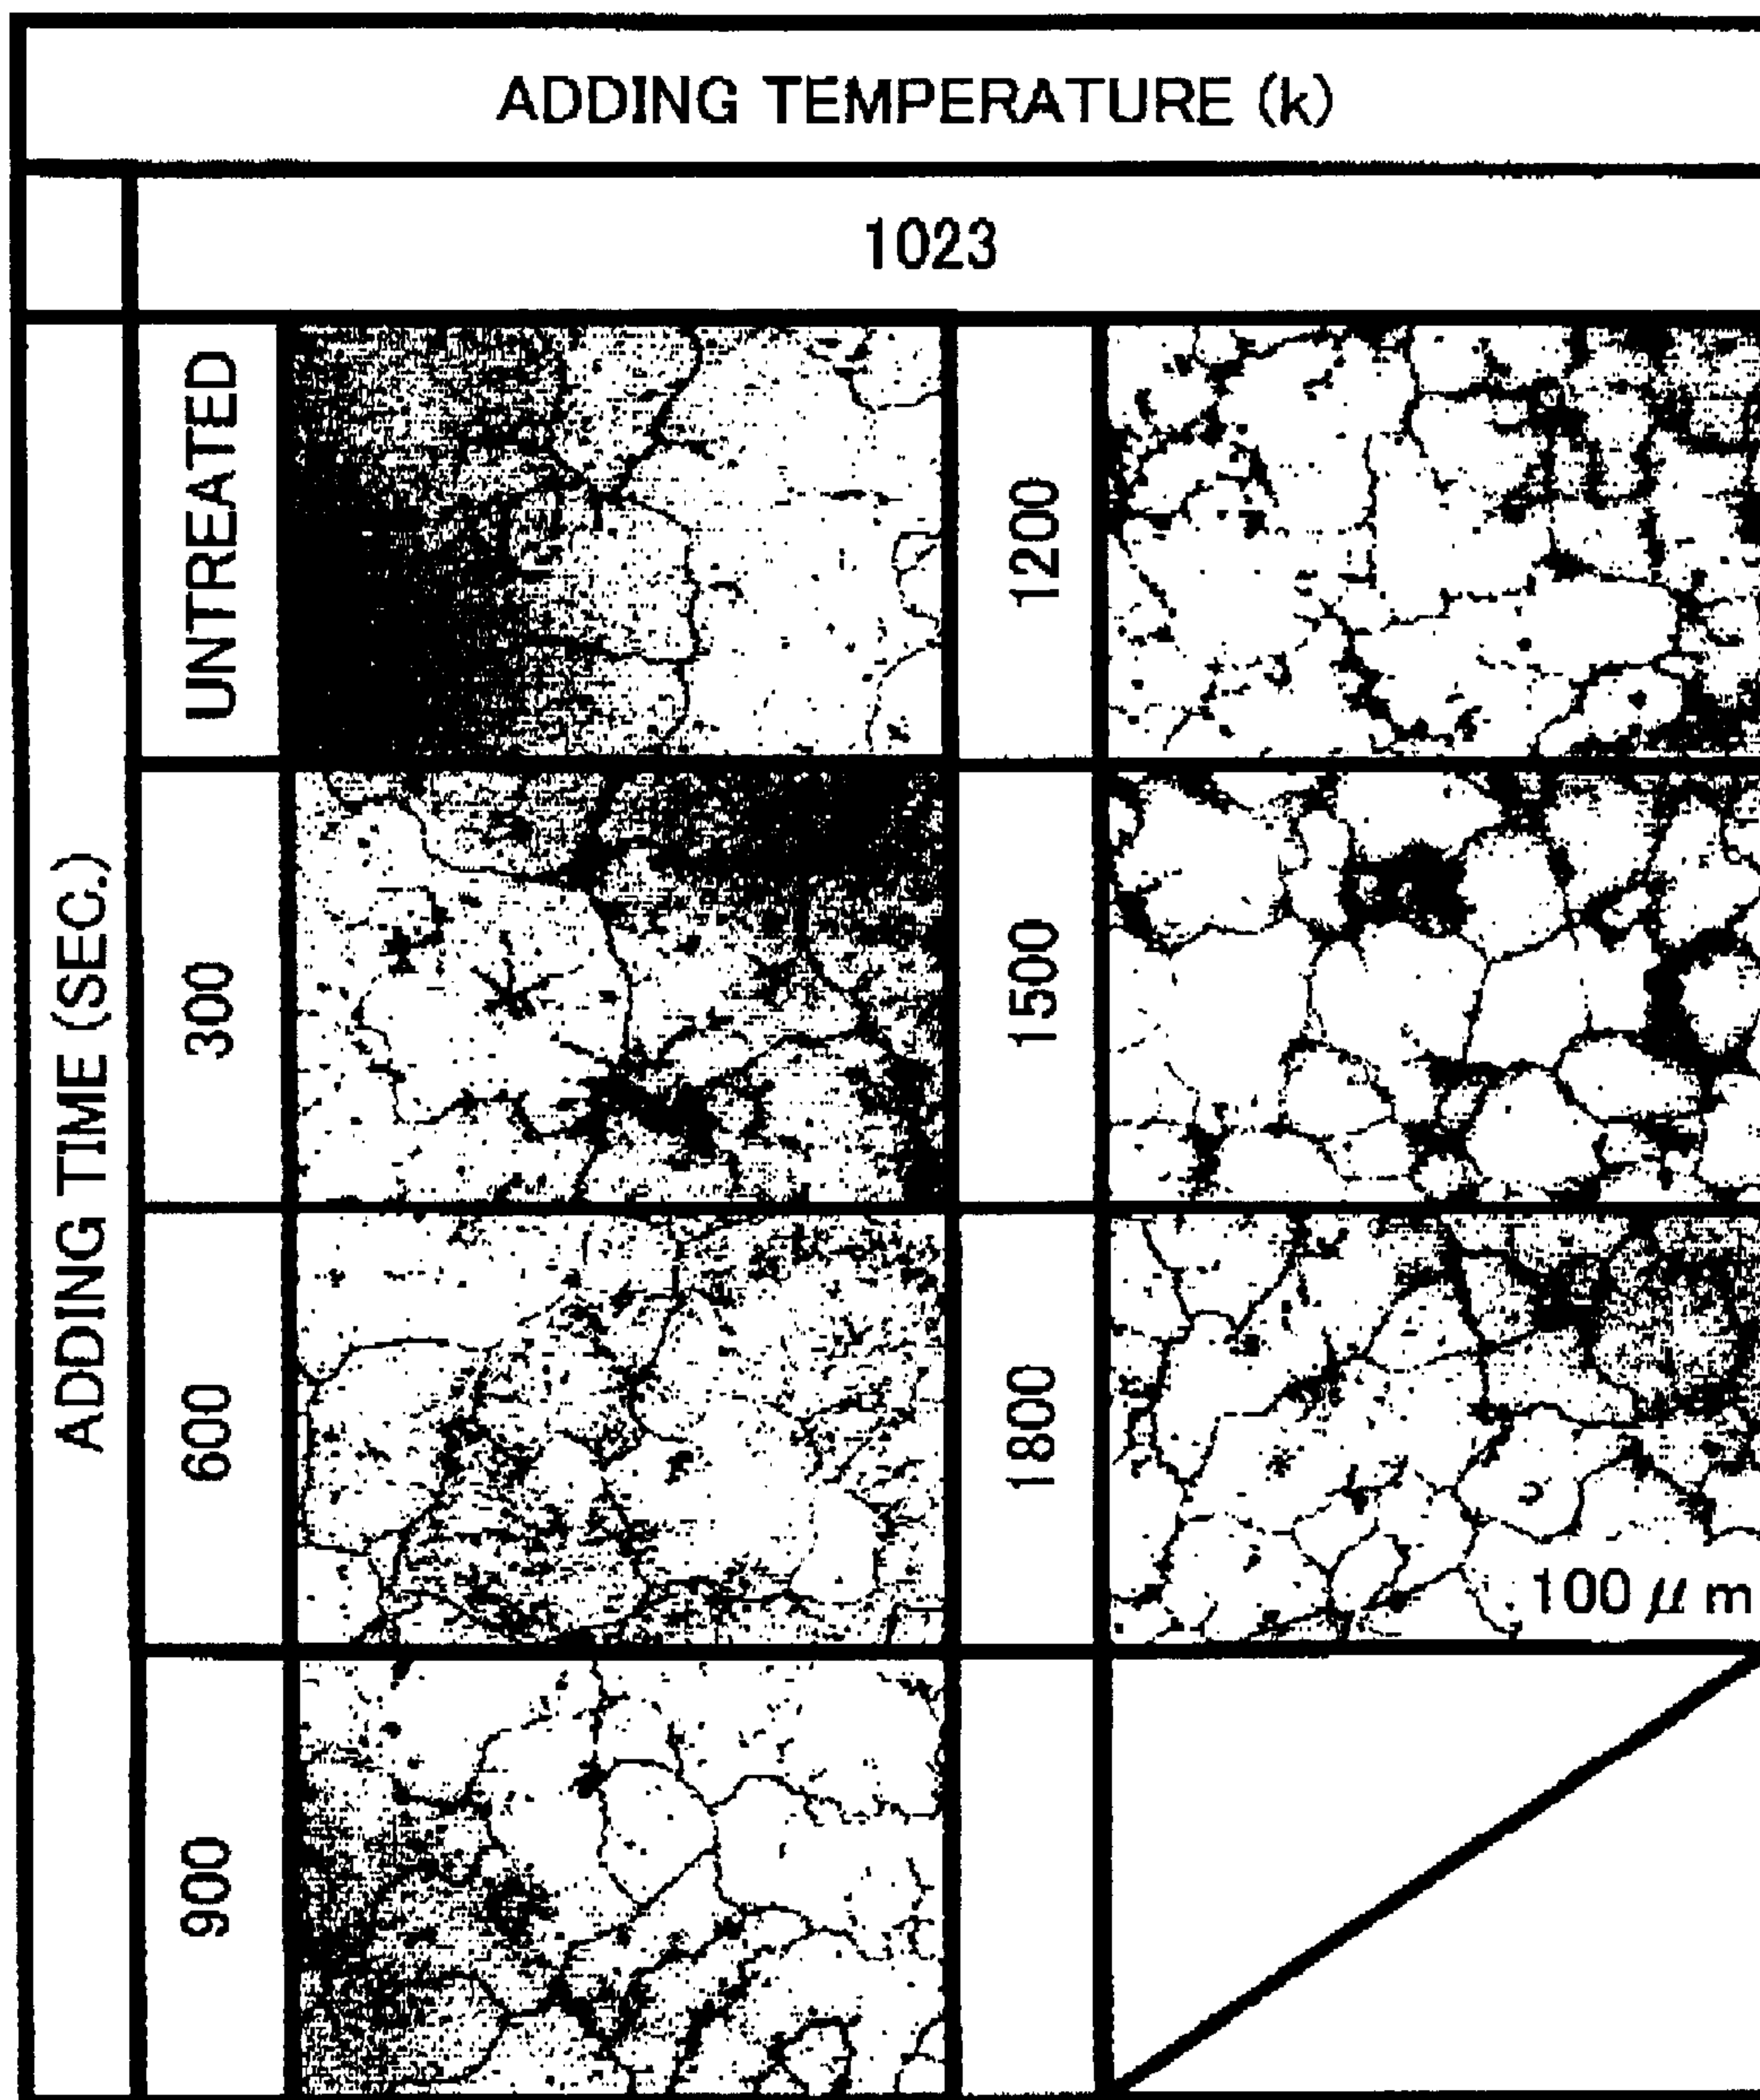 ADDING TEMPERATURE (k)
1023
ADDING TIME (SEC.)
UNTREATED
300
600
900
1200
1500
1800
100 μm